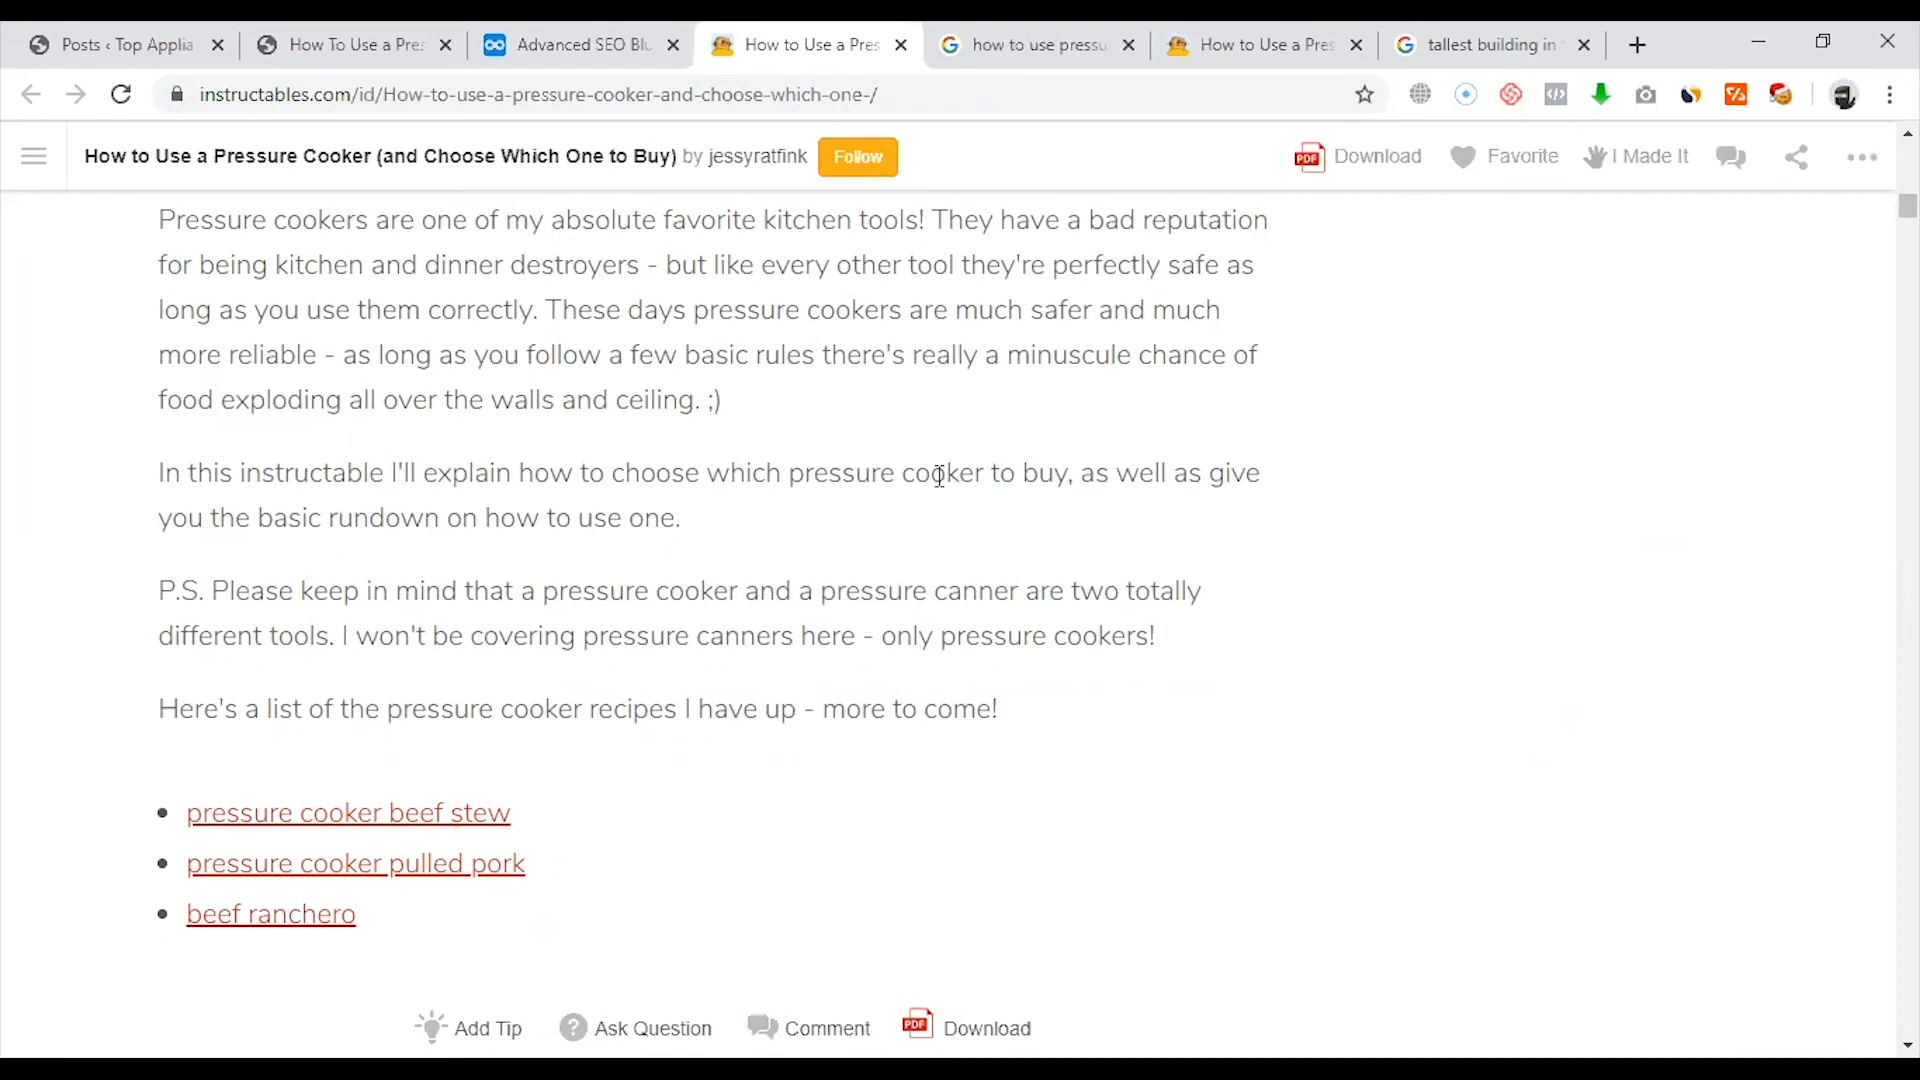 Posts ‹ Top Applia
How To Use a Pre
Advanced SEO Blu
How to Use a Pres
how to use pressu
How to Use a Pres
tallest building in
instructables.com/id/How-to-use-a-pressure-cooker-and-choose-which-one-/
How to Use a Pressure Cooker (and Choose Which One to Buy) by jessyratfink
Follow
PDF Download
Favorite
I Made It
Pressure cookers are one of my absolute favorite kitchen tools! They have a bad reputation
for being kitchen and dinner destroyers - but like every other tool they're perfectly safe as
long as you use them correctly. These days pressure cookers are much safer and much
more reliable - as long as you follow a few basic rules there's really a minuscule chance of
food exploding all over the walls and ceiling. ;)
In this instructable I'll explain how to choose which pressure cooker to buy, as well as give
you the basic rundown on how to use one.
P.S. Please keep in mind that a pressure cooker and a pressure canner are two totally
different tools. I won't be covering pressure canners here - only pressure cookers!
Here's a list of the pressure cooker recipes I have up - more to come!
• pressure cooker beef stew
• pressure cooker pulled pork
• beef ranchero
Add Tip
? Ask Question
Comment
PDF Download